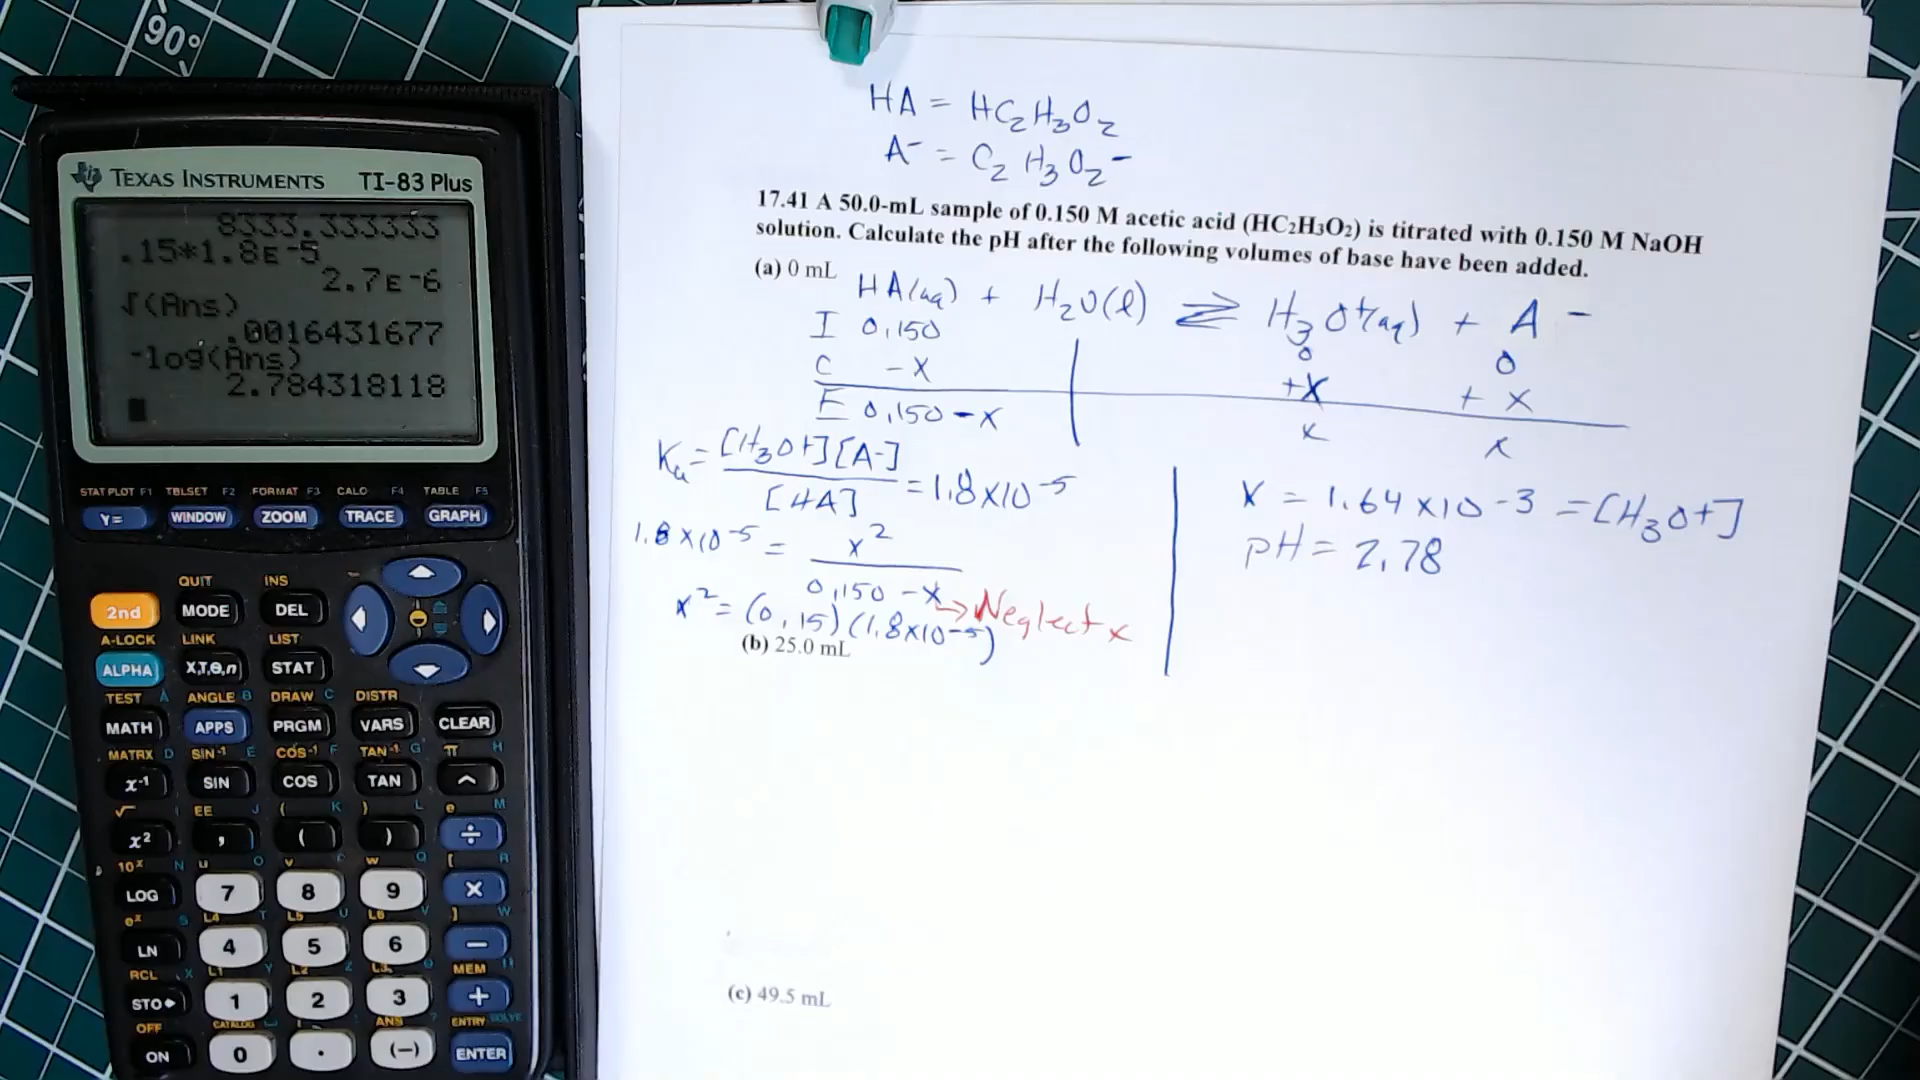 90°
TEXAS INSTRUMENTS TI-83 Plus
8333.333333
.15*1.8E-5
2.7E-6
√(Ans)
.0016431677
-log(Ans)
2.784318118
STAT PLOT F1 TBLSET F2 FORMAT F3 CALC F4 TABLE F5
Y= WINDOW ZOOM TRACE GRAPH
QUIT INS
2nd MODE DEL
A-LOCK LINK LIST
ALPHA X,T,Θ,n STAT
TEST A ANGLE B DRAW C DISTR
MATH APPS PRGM VARS CLEAR
MATRX D SIN-1 E COS-1 F TAN-1 G π H
x-1 SIN COS TAN ^
√ I EE J { K } L e M
x2 , ( ) ÷
10x N u O v P w Q [ R
LOG 7 8 9 ×
ex S L4 T L5 U L6 V ] W
LN 4 5 6 −
RCL X L1 Y L2 Z L3 MEM "
STO▸ 1 2 3 +
OFF CATALOG ANS ? ENTRY SOLVE
ON 0 . (−) ENTER
HA = HC2H3O2
A- = C2H3O2-
17.41 A 50.0-mL sample of 0.150 M acetic acid (HC2H3O2) is titrated with 0.150 M NaOH
solution. Calculate the pH after the following volumes of base have been added.
(a) 0 mL
HA(aq) + H2O(l) ⇌ H3O+(aq) + A-
I 0,150 0 0
C -x +x + x
E 0,150-x x x
Ka = [H3O+][A-] / [HA] = 1.8x10-5
1.8x10-5 = x2 / 0,150 - x → Neglect x
x2 = (0,15)(1.8x10-5)
x = 1.64x10-3 = [H3O+]
pH = 2.78
(b) 25.0 mL
(c) 49.5 mL